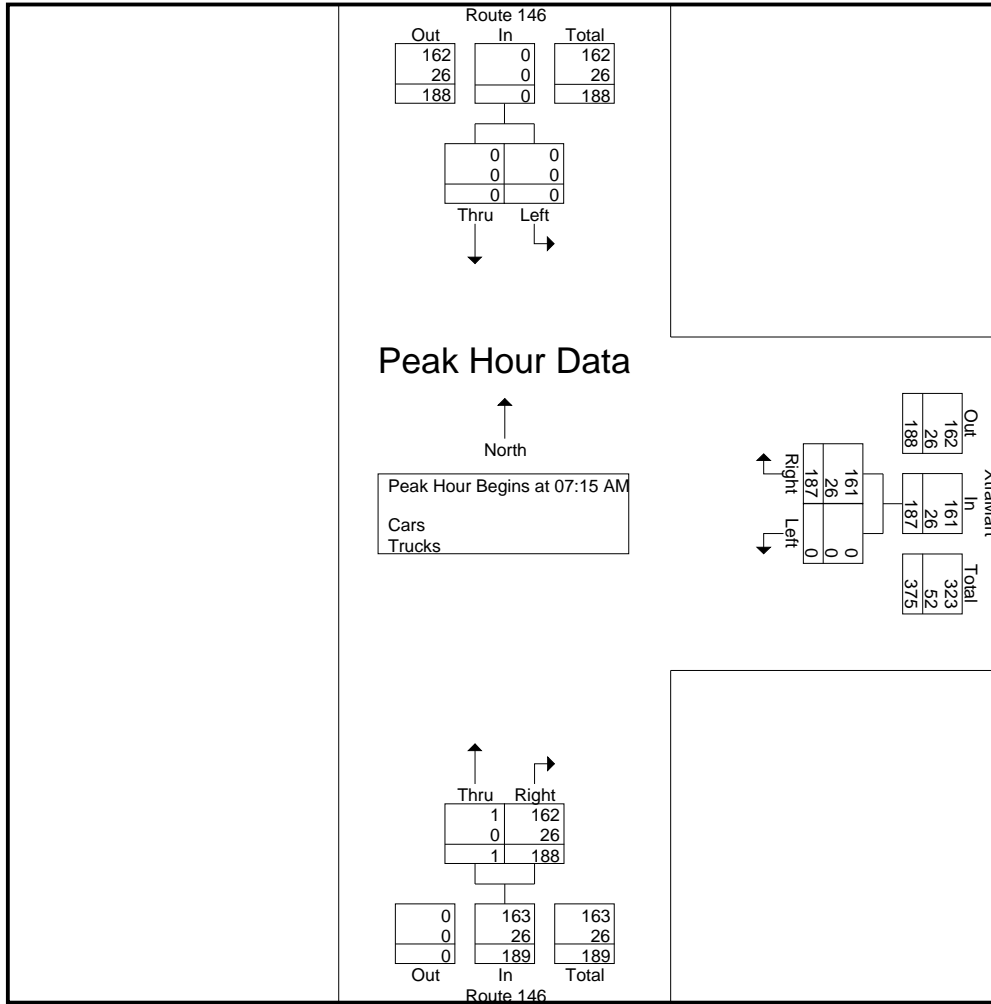 Route 146
Out In Total
162 0 162
26 0 26
188 0 188
0 0
0 0
0 0
Thru Left
Peak Hour Data
North
Peak Hour Begins at 07:15 AM
Cars
Trucks
Right Left
161 0
26 0
187 0
Out In Total
162 161 323
26 26 52
188 187 375
Thru Right
1 162
0 26
1 188
0 163 163
0 26 26
0 189 189
Out In Total
Route 146